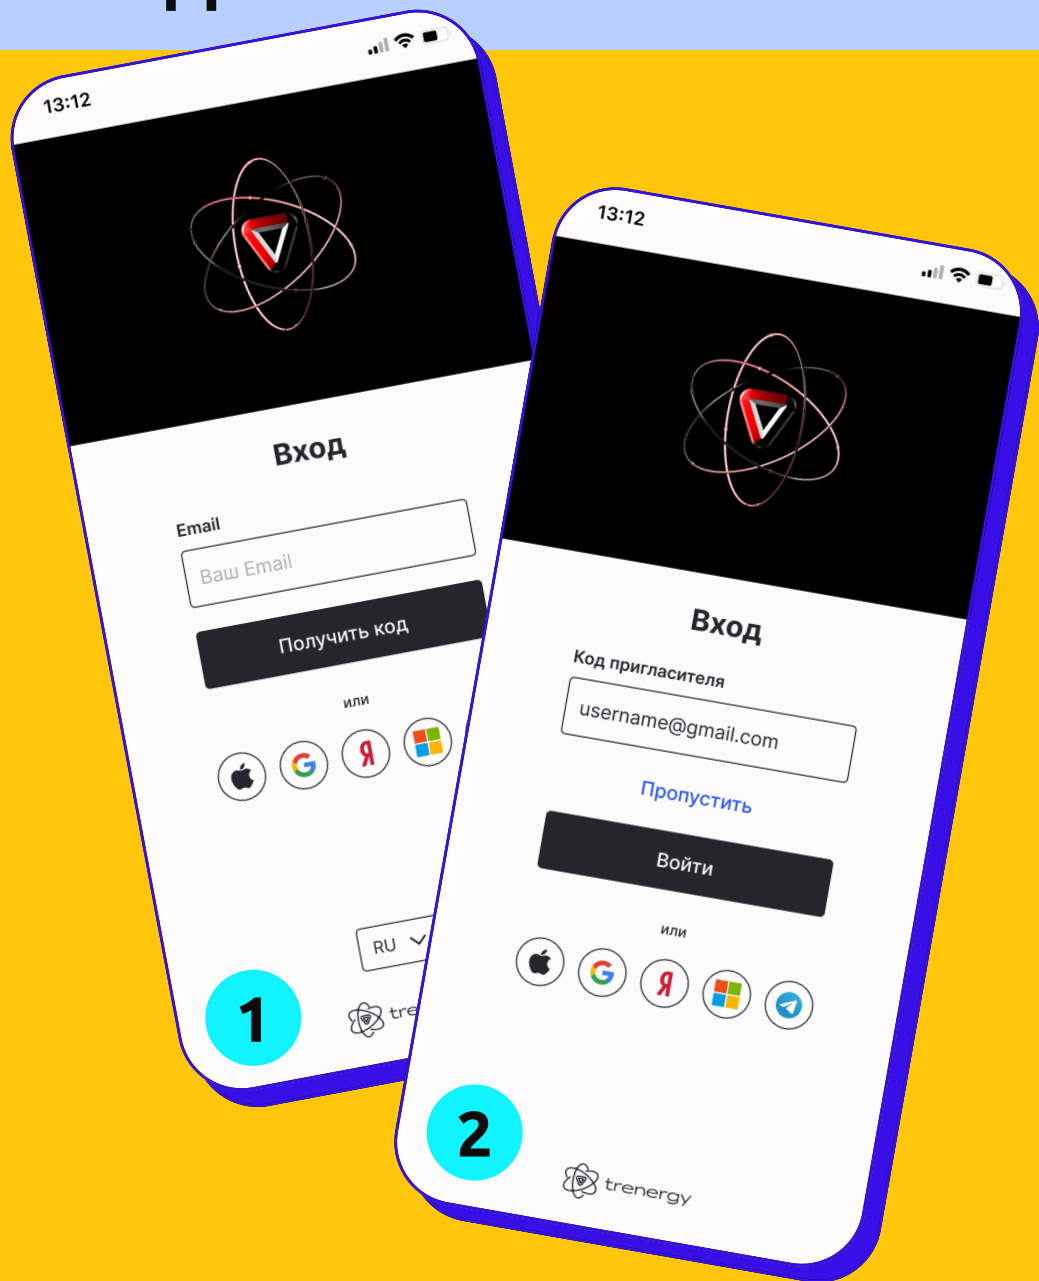 13:12
Вход
Email
Ваш Email
Получить код
или
Я
RU
tre
1
13:12
Вход
Код пригласителя
username@gmail.com
Пропустить
Войти
или
Я
2
trenergy